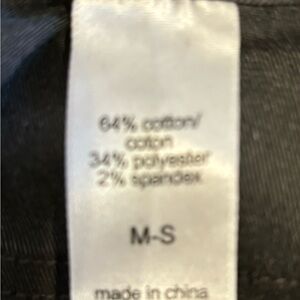 64% cotton/
coton
34% polyester
2% spandex
M-S
made in china